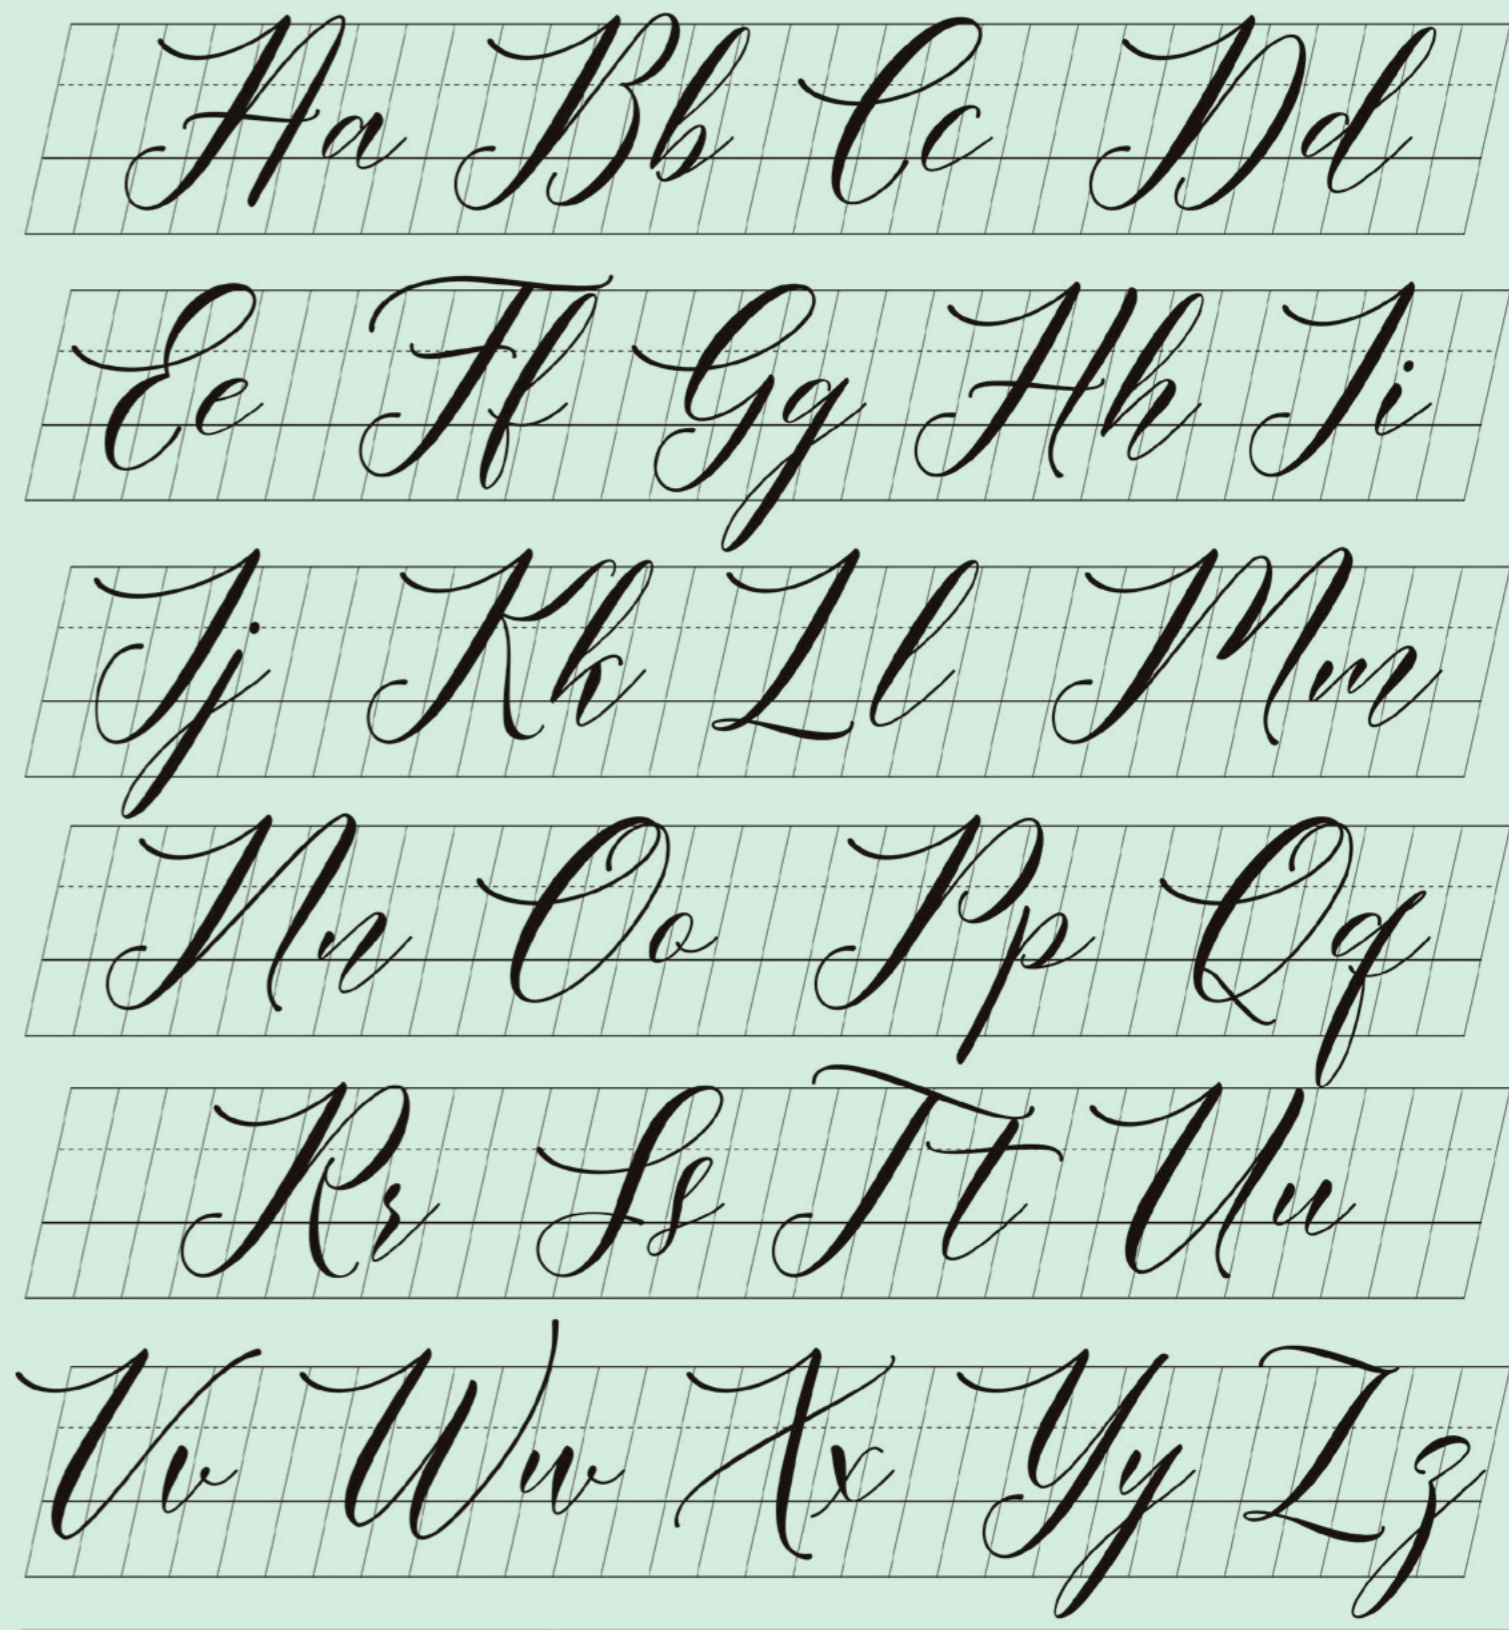 Aa Bb Cc Dd
Ee Ff Gg Hh Ii
Jj Kk Ll Mm
Nn Oo Pp Qq
Rr Ss Tt Uu
Vv Ww Xx Yy Zz